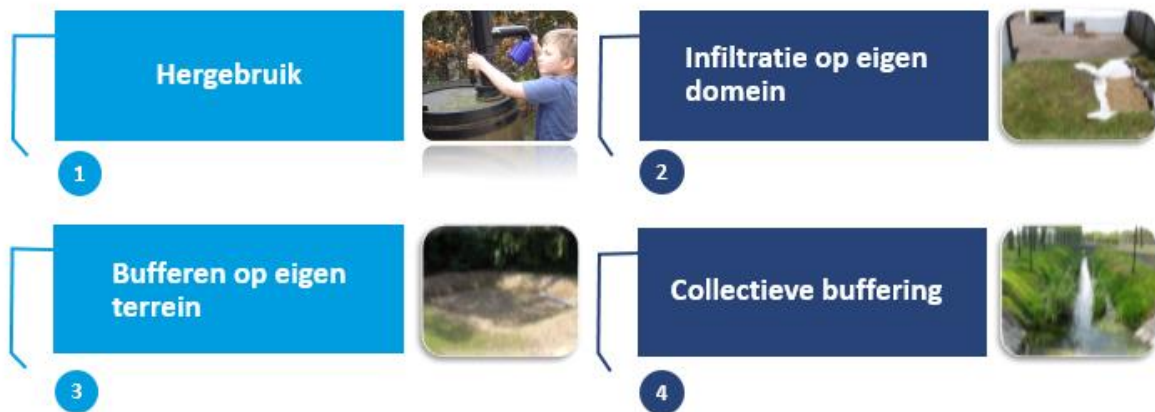 Hergebruik
1
Infiltratie op eigen
domein
2
Bufferen op eigen
terrein
3
Collectieve buffering
4